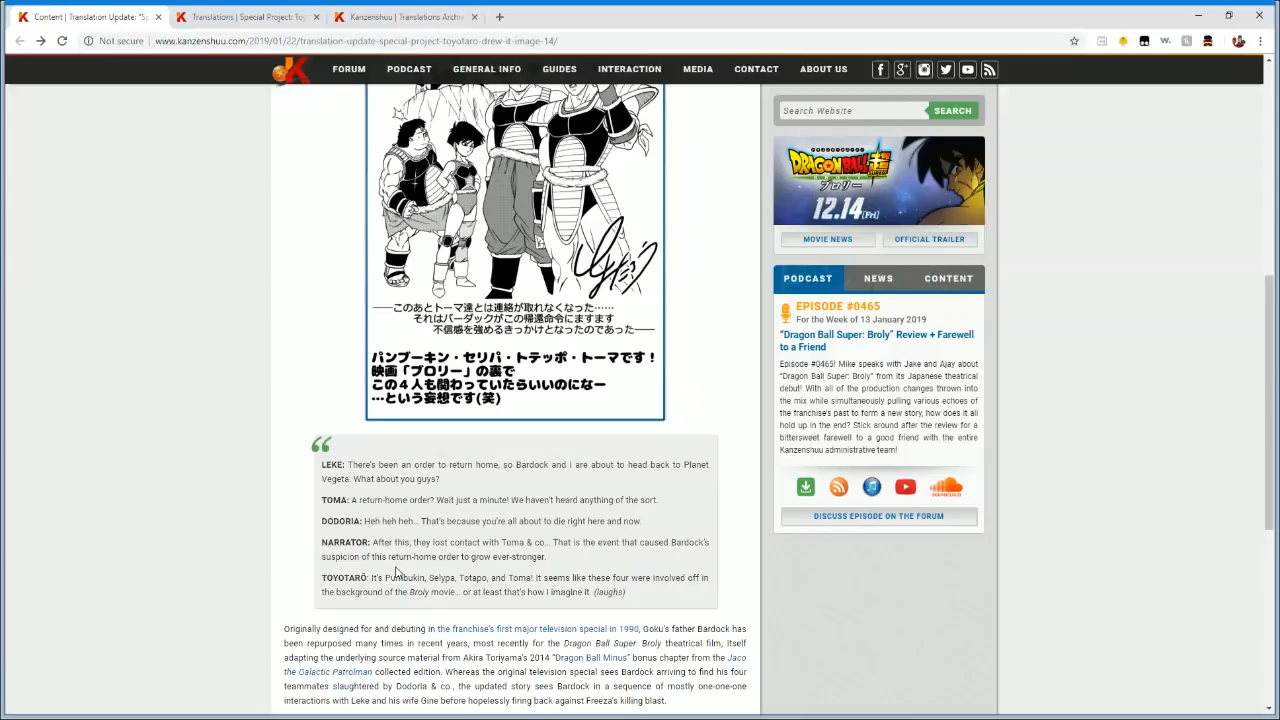 Content | Translation Update: "Sp
Translations | Special Project: Toy
Kanzenshuu | Translations Archiv
Not secure | www.kanzenshuu.com/2019/01/22/translation-update-special-project-toyotaro-drew-it-image-14/
FORUM PODCAST GENERAL INFO GUIDES INTERACTION MEDIA CONTACT ABOUT US
Search Website SEARCH
DRAGON BALL
ブロリー
12.14 [Fri]
MOVIE NEWS OFFICIAL TRAILER
PODCAST NEWS CONTENT
EPISODE #0465
For the Week of 13 January 2019
"Dragon Ball Super: Broly" Review + Farewell
to a Friend
Episode #0465! Mike speaks with Jake and Ajay about
"Dragon Ball Super: Broly" from its Japanese theatrical
debut! With all of the production changes thrown into
the mix while simultaneously pulling various echoes of
the franchise's past to form a new story, how does it all
hold up in the end? Stick around after the review for a
bittersweet farewell to a good friend with the entire
Kanzenshuu administrative team!
SOUNDCLOUD
DISCUSS EPISODE ON THE FORUM
——このあとトーマ達とは連絡が取れなくなった……
それはバーダックがこの帰還命令にますます
不信感を強めるきっかけとなったのであった——
パンブーキン・セリパ・トテッポ・トーマです！
映画「ブロリー」の裏で
この４人も関わっていたらいいのになー
…という妄想です(笑)
LEKE: There's been an order to return home, so Bardock and I are about to head back to Planet
Vegeta. What about you guys?
TOMA: A return-home order? Wait just a minute! We haven't heard anything of the sort.
DODORIA: Heh heh heh... That's because you're all about to die right here and now.
NARRATOR: After this, they lost contact with Toma & co... That is the event that caused Bardock's
suspicion of this return-home order to grow ever-stronger.
TOYOTARŌ: It's Pumbukin, Selypa, Totapo, and Toma! It seems like these four were involved off in
the background of the Broly movie... or at least that's how I imagine it. (laughs)
Originally designed for and debuting in the franchise's first major television special in 1990, Goku's father Bardock has
been repurposed many times in recent years, most recently for the Dragon Ball Super: Broly theatrical film, itself
adapting the underlying source material from Akira Toriyama's 2014 "Dragon Ball Minus" bonus chapter from the Jaco
the Galactic Patrolman collected edition. Whereas the original television special sees Bardock arriving to find his four
teammates slaughtered by Dodoria & co., the updated story sees Bardock in a sequence of mostly one-one-one
interactions with Leke and his wife Gine before hopelessly firing back against Freeza's killing blast.